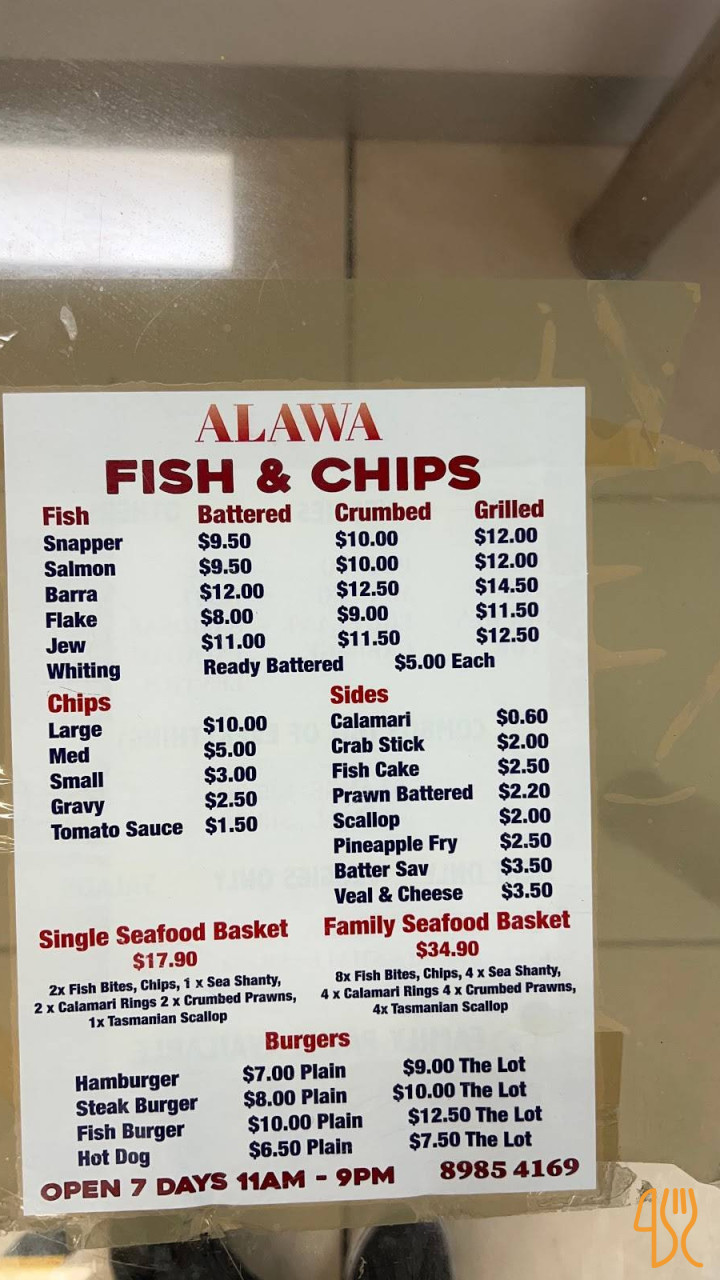 ALAWA
FISH & CHIPS
Fish Battered Crumbed Grilled
Snapper $9.50 $10.00 $12.00
Salmon $9.50 $10.00 $12.00
Barra $12.00 $12.50 $14.50
Flake $8.00 $9.00 $11.50
Jew $11.00 $11.50 $12.50
Whiting Ready Battered $5.00 Each
Chips
Large $10.00
Med $5.00
Small $3.00
Gravy $2.50
Tomato Sauce $1.50
Sides
Calamari $0.60
Crab Stick $2.00
Fish Cake $2.50
Prawn Battered $2.20
Scallop $2.00
Pineapple Fry $2.50
Batter Sav $3.50
Veal & Cheese $3.50
Single Seafood Basket
$17.90
2x Fish Bites, Chips, 1 x Sea Shanty,
2 x Calamari Rings 2 x Crumbed Prawns,
1x Tasmanian Scallop
Family Seafood Basket
$34.90
8x Fish Bites, Chips, 4 x Sea Shanty,
4 x Calamari Rings 4 x Crumbed Prawns,
4x Tasmanian Scallop
Burgers
Hamburger $7.00 Plain $9.00 The Lot
Steak Burger $8.00 Plain $10.00 The Lot
Fish Burger $10.00 Plain $12.50 The Lot
Hot Dog $6.50 Plain $7.50 The Lot
OPEN 7 DAYS 11AM - 9PM 8985 4169